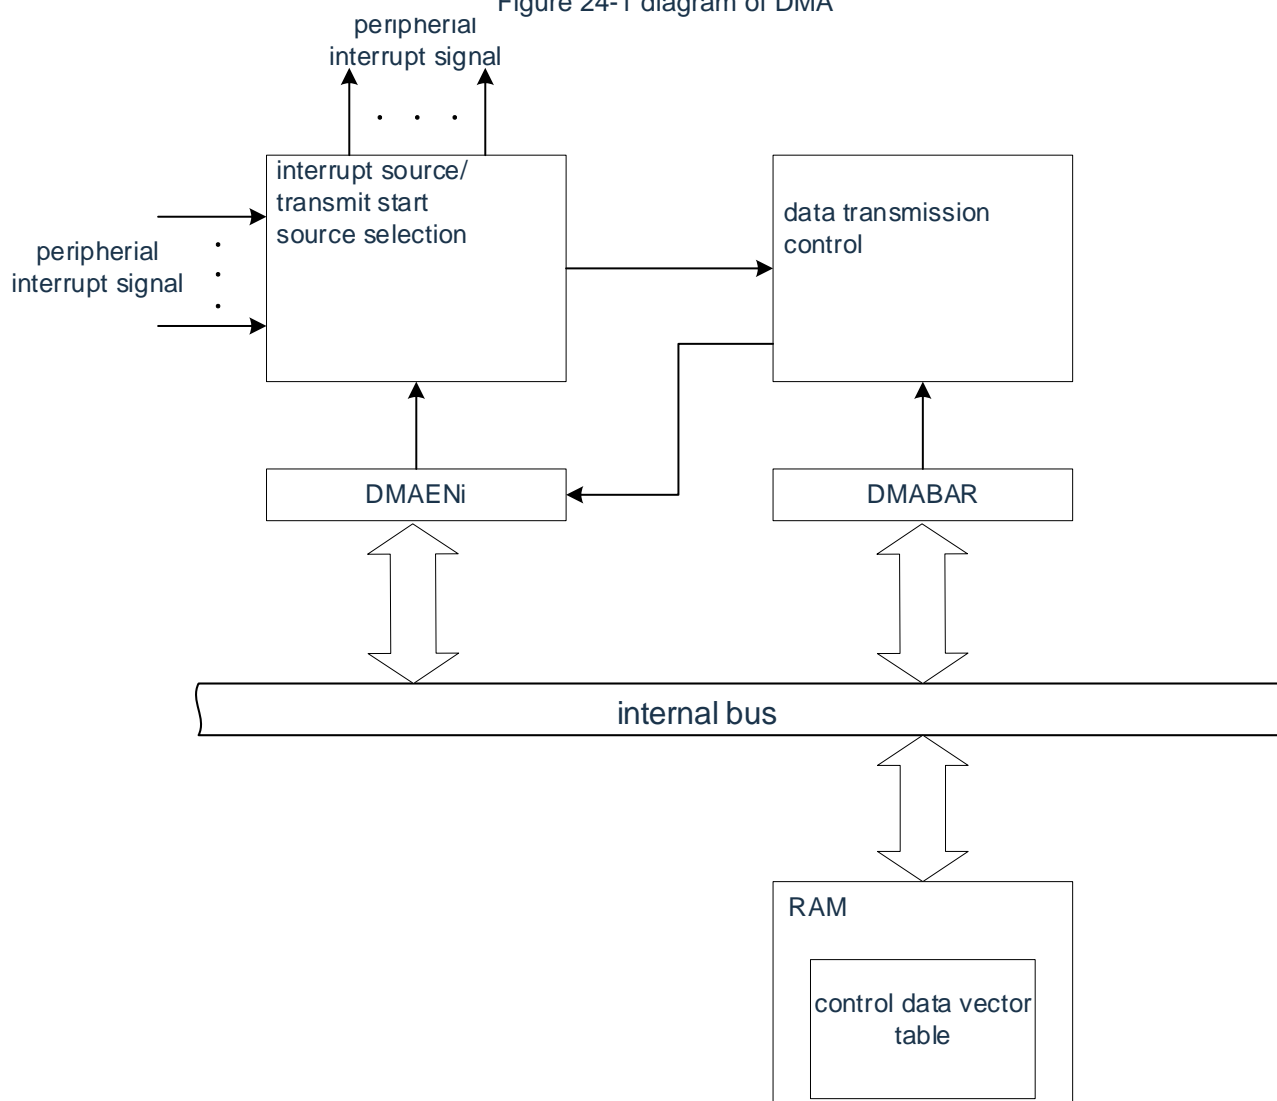 Figure 24-1 diagram of DMA
peripherial
interrupt signal
interrupt source/
transmit start
source selection
data transmission
control
peripherial
interrupt signal
DMAENi
DMABAR
internal bus
RAM
control data vector
table